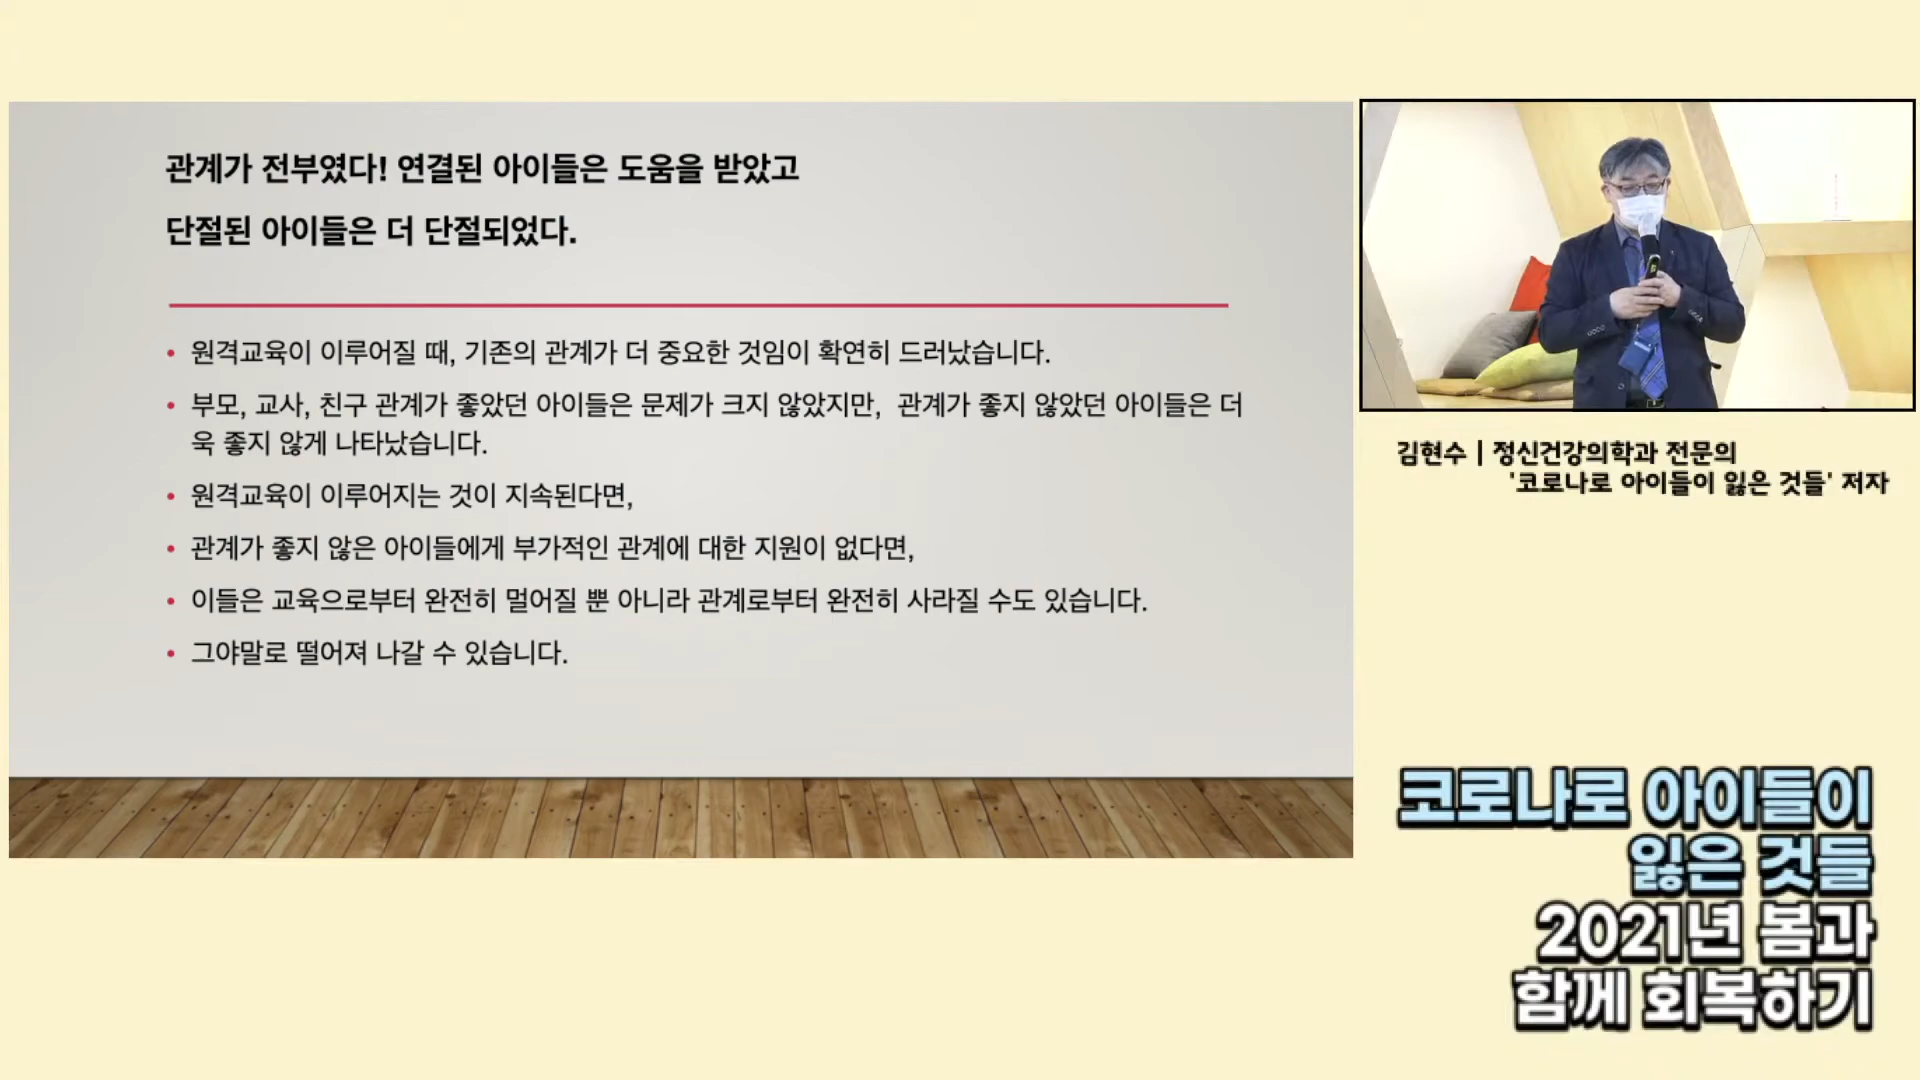 관계가 전부였다! 연결된 아이들은 도움을 받았고
단절된 아이들은 더 단절되었다.
• 원격교육이 이루어질 때, 기존의 관계가 더 중요한 것임이 확연히 드러났습니다.
• 부모, 교사, 친구 관계가 좋았던 아이들은 문제가 크지 않았지만, 관계가 좋지 않았던 아이들은 더
욱 좋지 않게 나타났습니다.
• 원격교육이 이루어지는 것이 지속된다면,
• 관계가 좋지 않은 아이들에게 부가적인 관계에 대한 지원이 없다면,
• 이들은 교육으로부터 완전히 멀어질 뿐 아니라 관계로부터 완전히 사라질 수도 있습니다.
• 그야말로 떨어져 나갈 수 있습니다.
김현수 | 정신건강의학과 전문의
'코로나로 아이들이 잃은 것들' 저자
코로나로 아이들이
잃은 것들
2021년 봄과
함께 회복하기